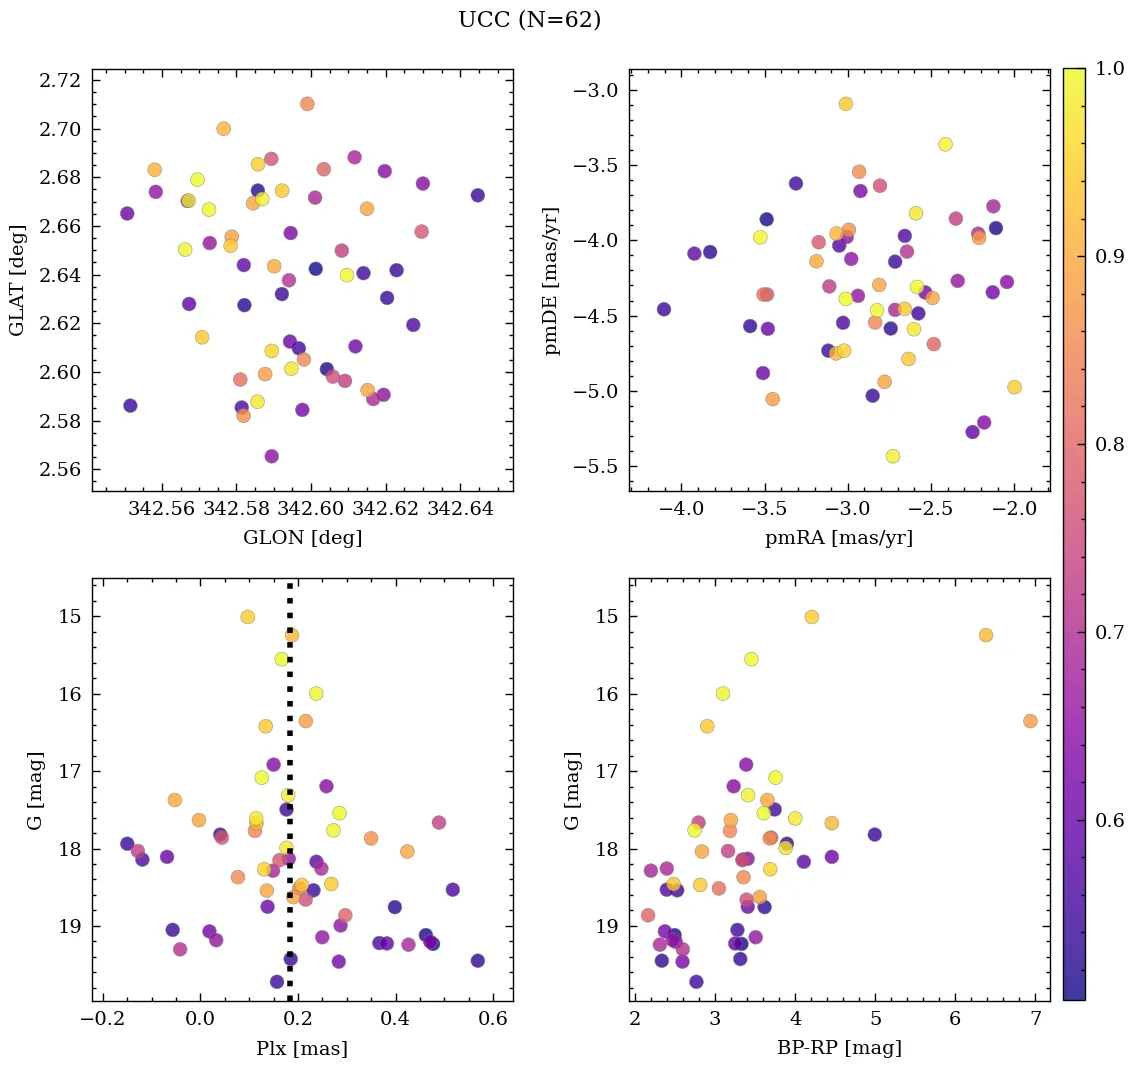 UCC (N=62)
2.72
2.70
2.68
2.66
2.64
2.62
2.60
2.58
2.56
GLAT [deg]
342.56 342.58 342.60 342.62 342.64
GLON [deg]
−3.0
−3.5
−4.0
−4.5
−5.0
−5.5
pmDE [mas/yr]
−4.0 −3.5 −3.0 −2.5 −2.0
pmRA [mas/yr]
15
16
17
18
19
G [mag]
−0.2 0.0 0.2 0.4 0.6
Plx [mas]
15
16
17
18
19
G [mag]
2 3 4 5 6 7
BP-RP [mag]
1.0
0.9
0.8
0.7
0.6